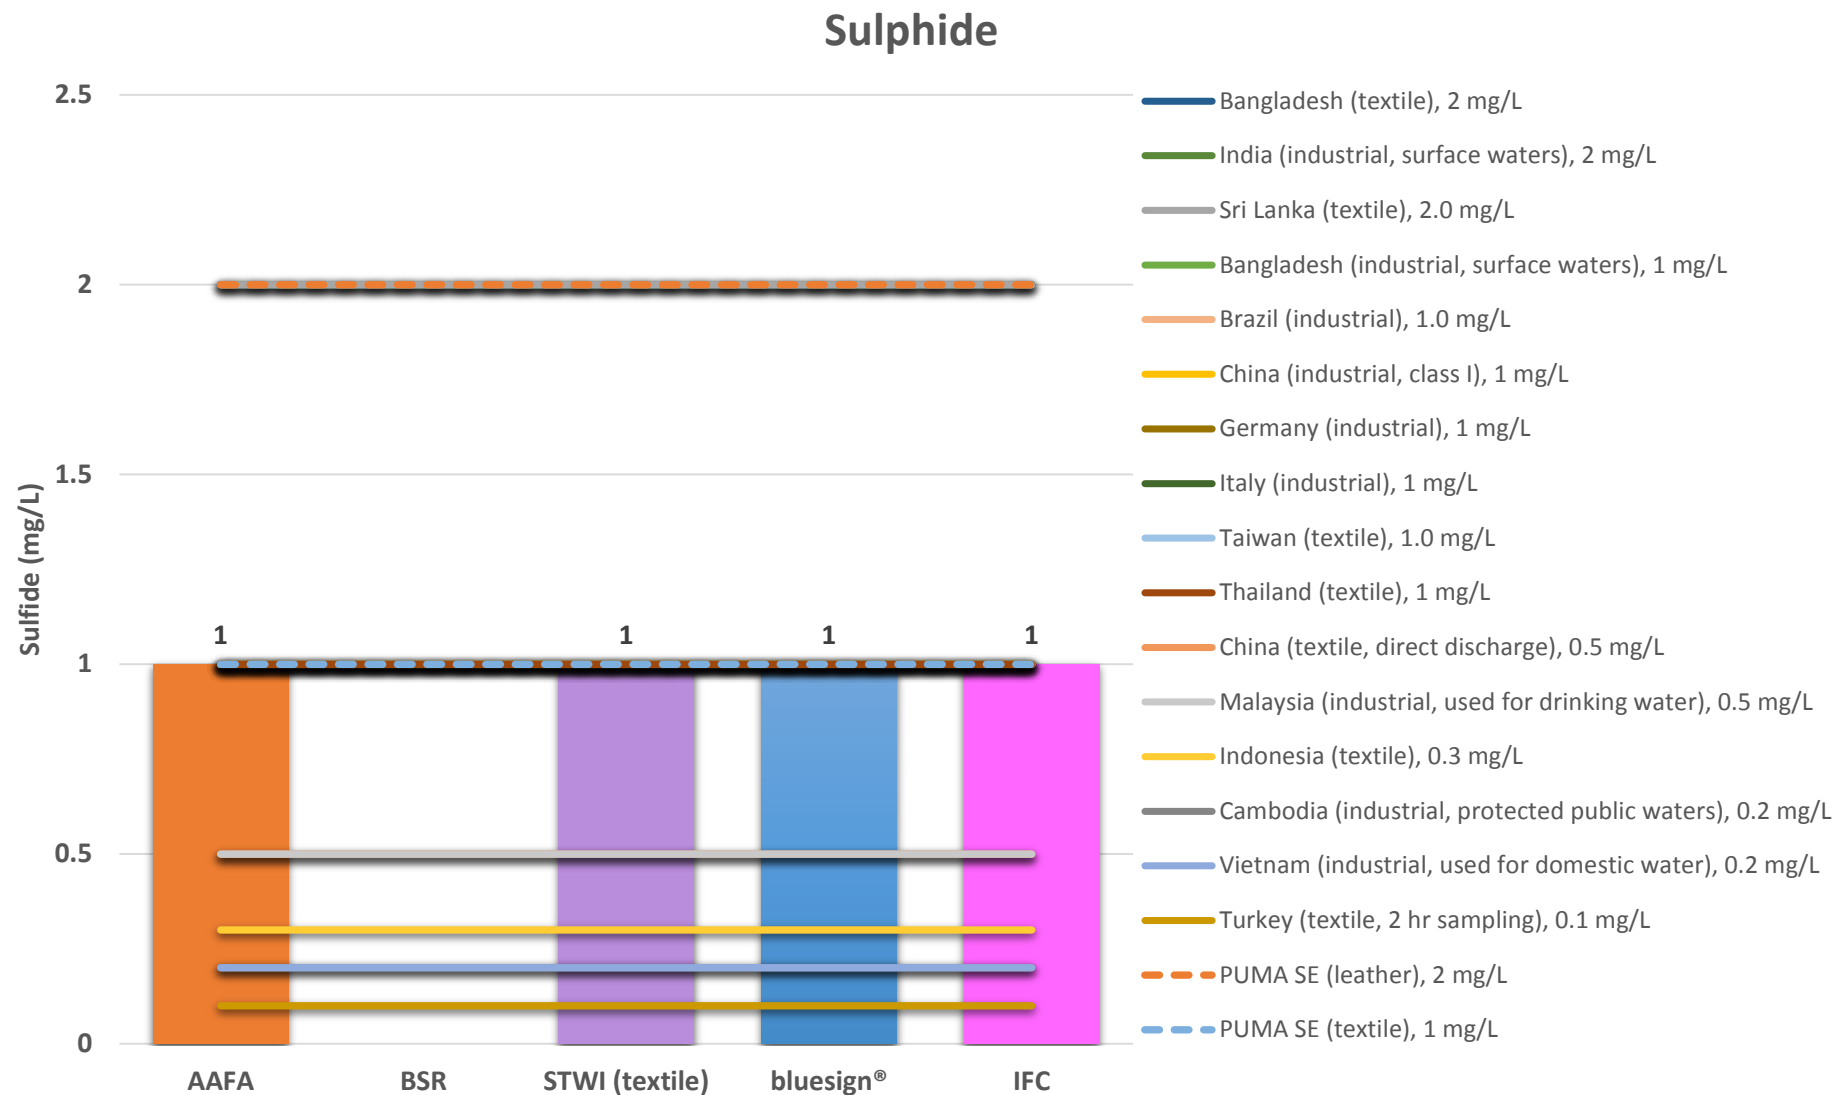 Sulphide
Sulfide (mg/L)
2.5
2
1.5
1
0.5
0
1
1
1
1
AAFA
BSR
STWI (textile)
bluesign®
IFC
Bangladesh (textile), 2 mg/L
India (industrial, surface waters), 2 mg/L
Sri Lanka (textile), 2.0 mg/L
Bangladesh (industrial, surface waters), 1 mg/L
Brazil (industrial), 1.0 mg/L
China (industrial, class I), 1 mg/L
Germany (industrial), 1 mg/L
Italy (industrial), 1 mg/L
Taiwan (textile), 1.0 mg/L
Thailand (textile), 1 mg/L
China (textile, direct discharge), 0.5 mg/L
Malaysia (industrial, used for drinking water), 0.5 mg/L
Indonesia (textile), 0.3 mg/L
Cambodia (industrial, protected public waters), 0.2 mg/L
Vietnam (industrial, used for domestic water), 0.2 mg/L
Turkey (textile, 2 hr sampling), 0.1 mg/L
PUMA SE (leather), 2 mg/L
PUMA SE (textile), 1 mg/L